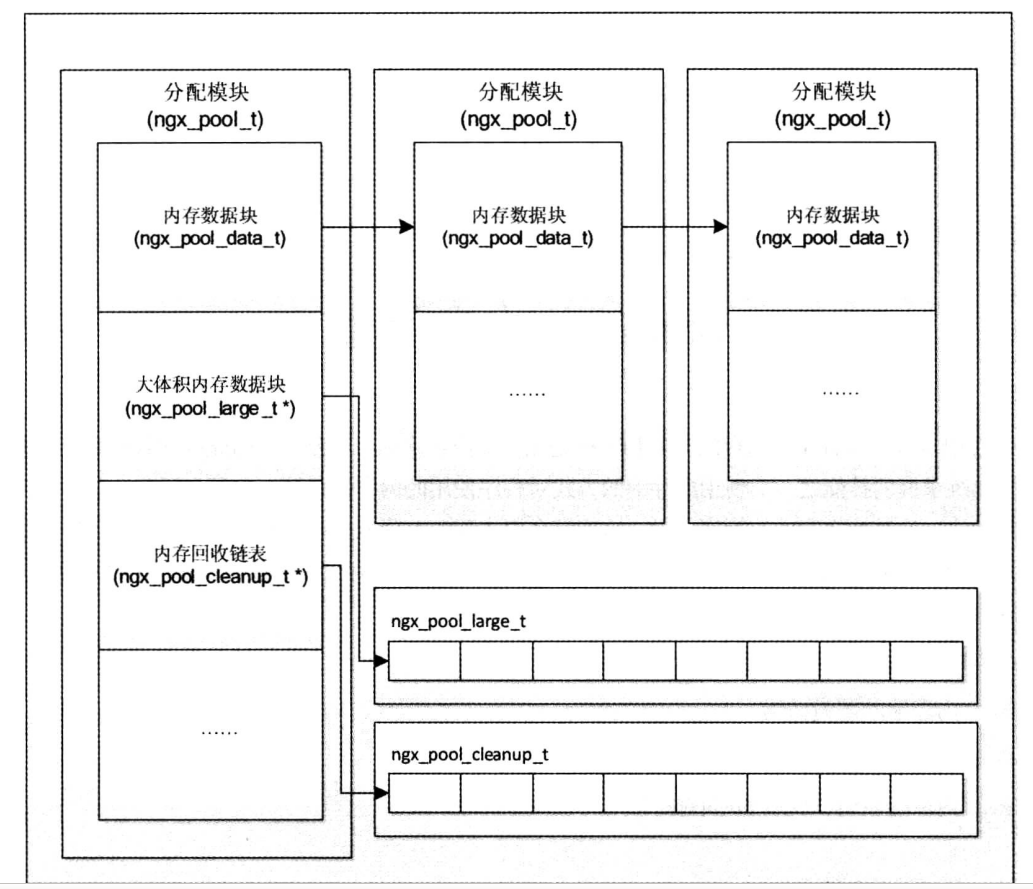 分配模块
(ngx_pool_t)
内存数据块
(ngx_pool_data_t)
大体积内存数据块
(ngx_pool_large_t *)
内存回收链表
(ngx_pool_cleanup_t *)
……
分配模块
(ngx_pool_t)
内存数据块
(ngx_pool_data_t)
……
分配模块
(ngx_pool_t)
内存数据块
(ngx_pool_data_t)
……
ngx_pool_large_t
ngx_pool_cleanup_t